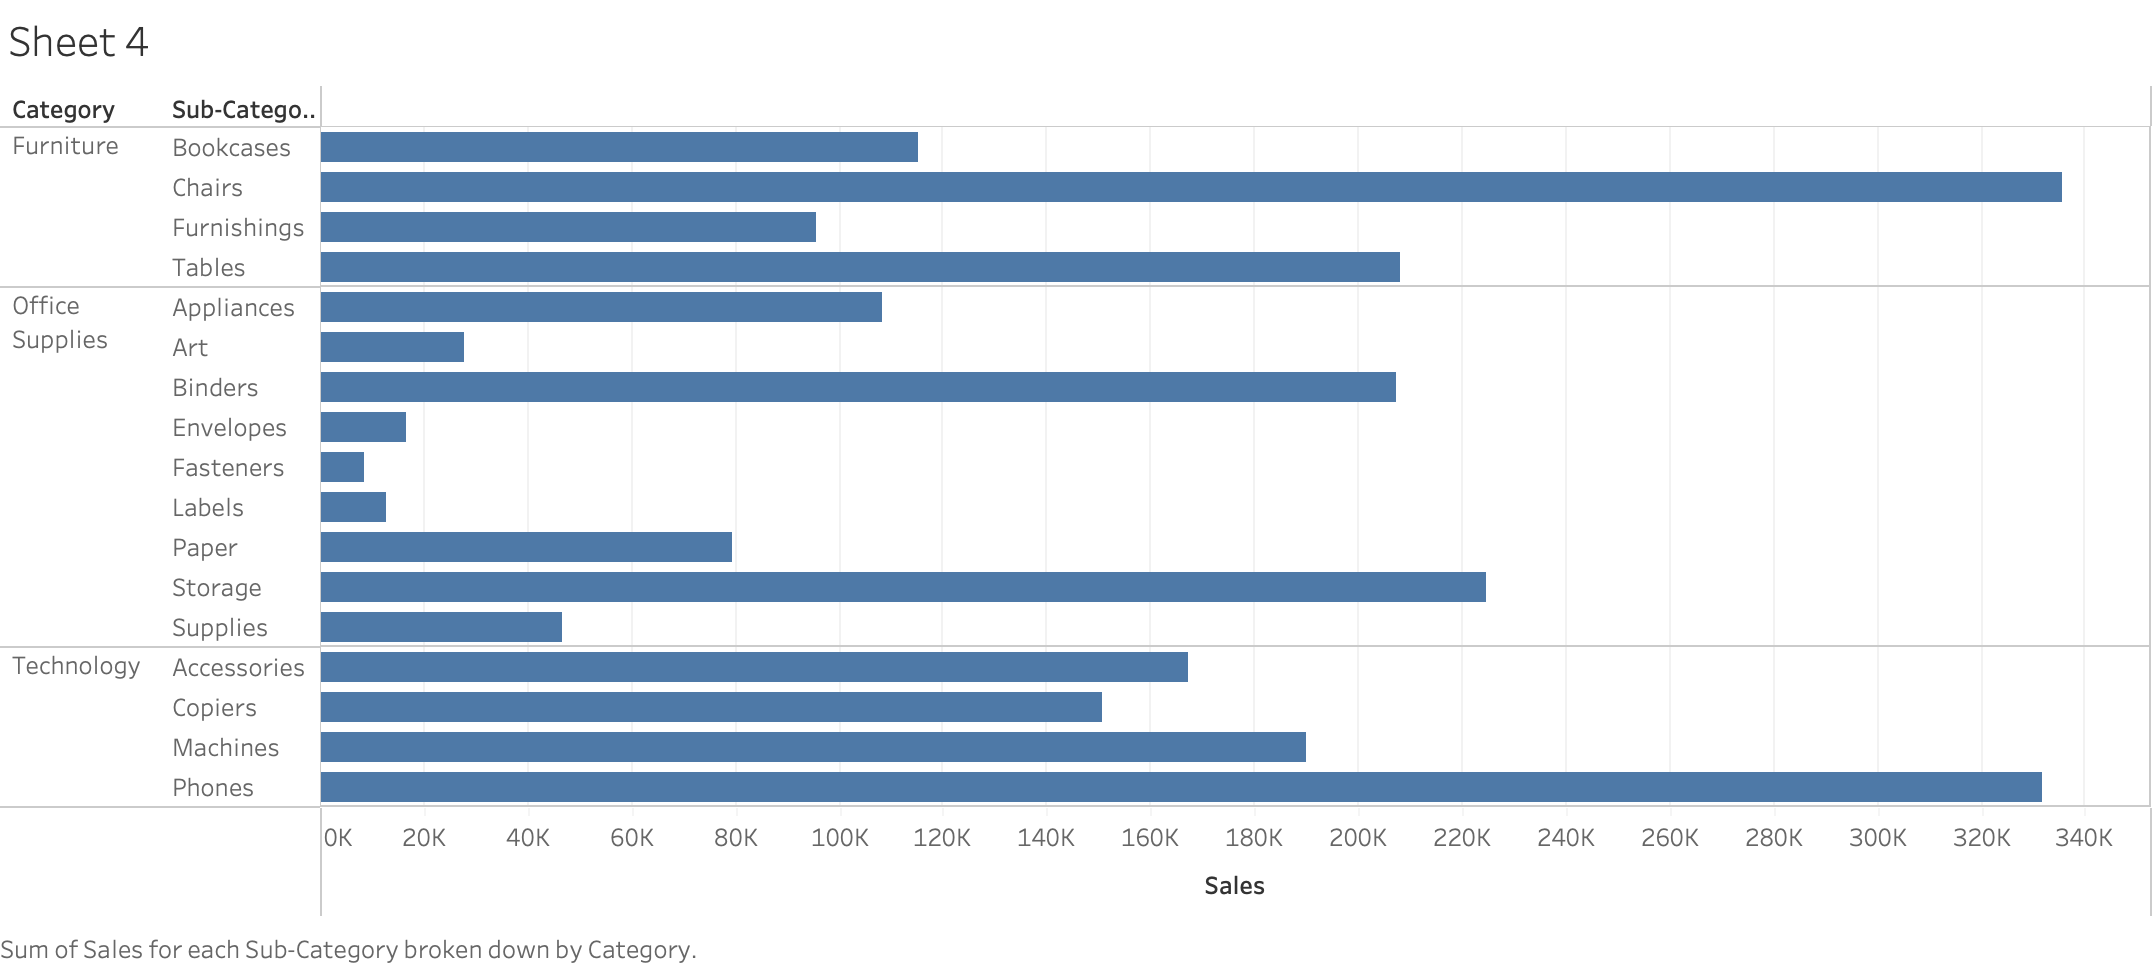 Sheet 4
Category Sub-Catego..
Furniture Bookcases
Chairs
Furnishings
Tables
Office Appliances
Supplies Art
Binders
Envelopes
Fasteners
Labels
Paper
Storage
Supplies
Technology Accessories
Copiers
Machines
Phones
0K 20K 40K 60K 80K 100K 120K 140K 160K 180K 200K 220K 240K 260K 280K 300K 320K 340K
Sales
Sum of Sales for each Sub-Category broken down by Category.